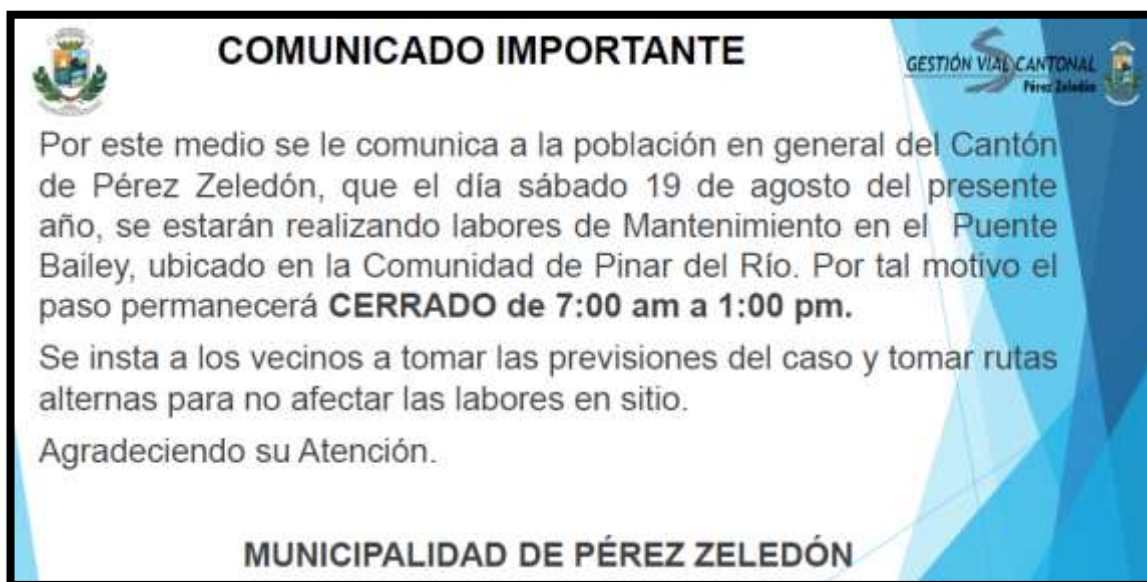 COMUNICADO IMPORTANTE
GESTIÓN VIAL CANTONAL
Pérez Zeledón
Por este medio se le comunica a la población en general del Cantón
de Pérez Zeledón, que el día sábado 19 de agosto del presente
año, se estarán realizando labores de Mantenimiento en el Puente
Bailey, ubicado en la Comunidad de Pinar del Río. Por tal motivo el
paso permanecerá CERRADO de 7:00 am a 1:00 pm.
Se insta a los vecinos a tomar las previsiones del caso y tomar rutas
alternas para no afectar las labores en sitio.
Agradeciendo su Atención.
MUNICIPALIDAD DE PÉREZ ZELEDÓN